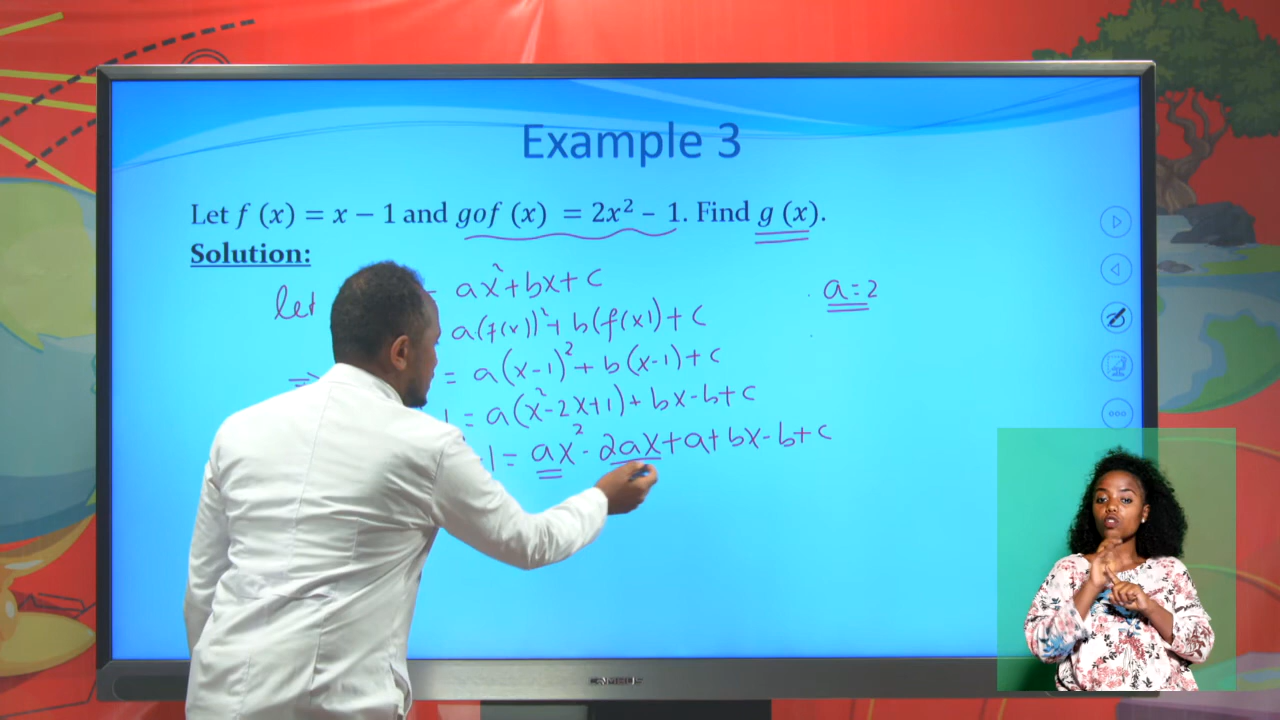 Example 3
Let f (x) = x − 1 and gof (x) = 2x² − 1. Find g (x).
Solution:
let = ax²+bx+c
a=2
a(f(x))²+ b(f(x))+c
= a(x-1)²+b(x-1)+c
1 = a(x²-2x+1)+bx-b+c
-1= ax²-2ax+a+bx-b+c